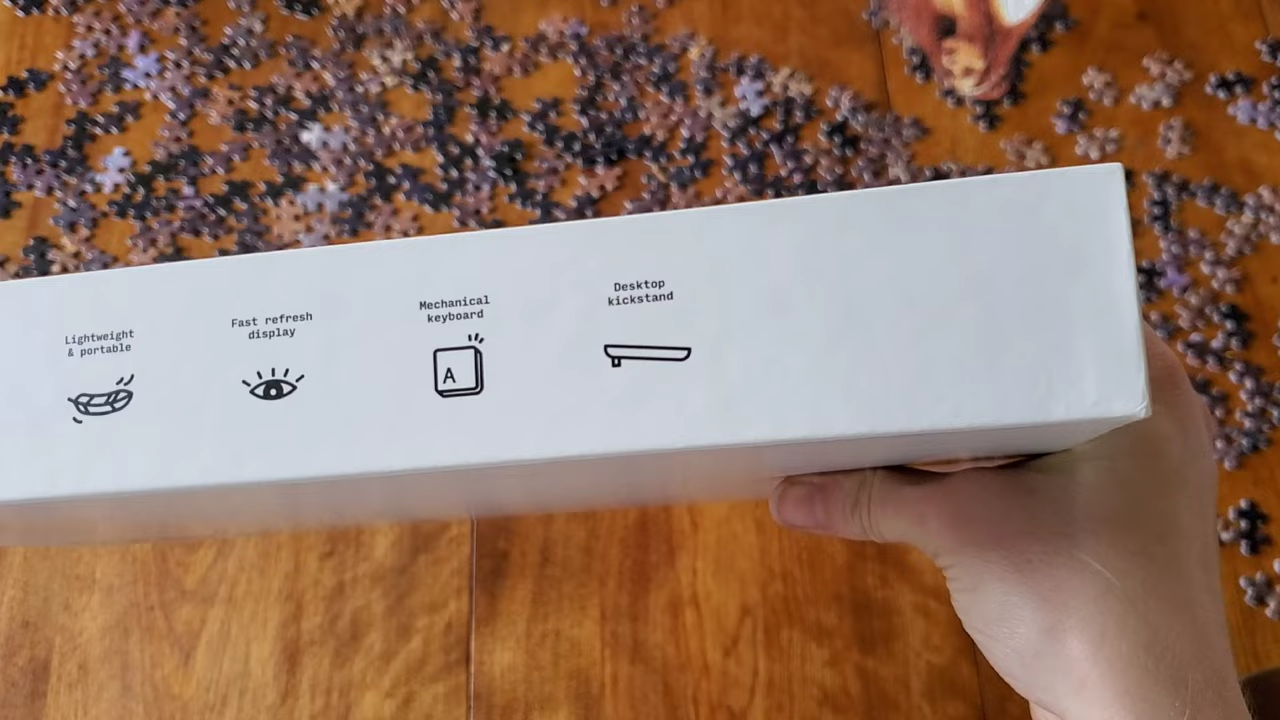 Lightweight
& portable
Fast refresh
display
Mechanical
keyboard
A
Desktop
kickstand